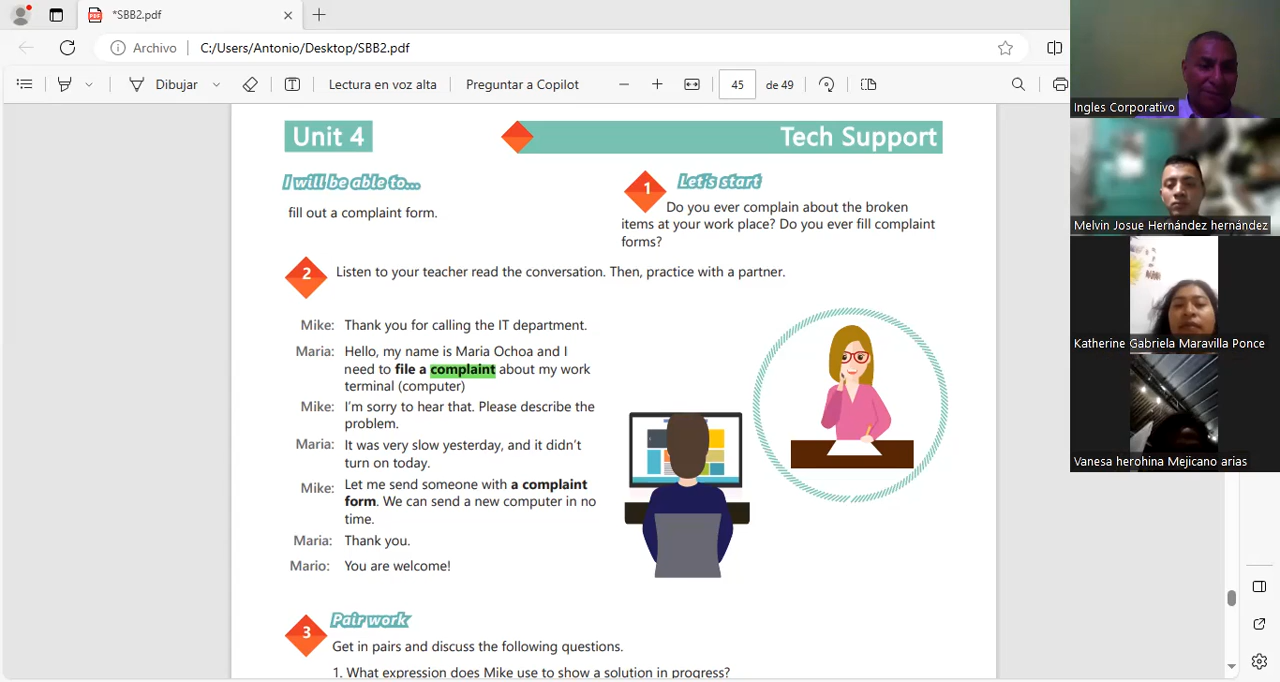 *SBB2.pdf
Archivo
C:/Users/Antonio/Desktop/SBB2.pdf
Dibujar
Lectura en voz alta
Preguntar a Copilot
45
de 49
Unit 4
Tech Support
I will be able to...
fill out a complaint form.
1
Let's start
Do you ever complain about the broken
items at your work place? Do you ever fill complaint
forms?
2
Listen to your teacher read the conversation. Then, practice with a partner.
Mike: Thank you for calling the IT department.
Maria: Hello, my name is Maria Ochoa and I
need to file a complaint about my work
terminal (computer)
Mike: I'm sorry to hear that. Please describe the
problem.
Maria: It was very slow yesterday, and it didn't
turn on today.
Mike: Let me send someone with a complaint
form. We can send a new computer in no
time.
Maria: Thank you.
Mario: You are welcome!
3
Pair work
Get in pairs and discuss the following questions.
1. What expression does Mike use to show a solution in progress?
Ingles Corporativo
Melvin Josue Hernández hernández
Katherine Gabriela Maravilla Ponce
Vanesa herohina Mejicano arias